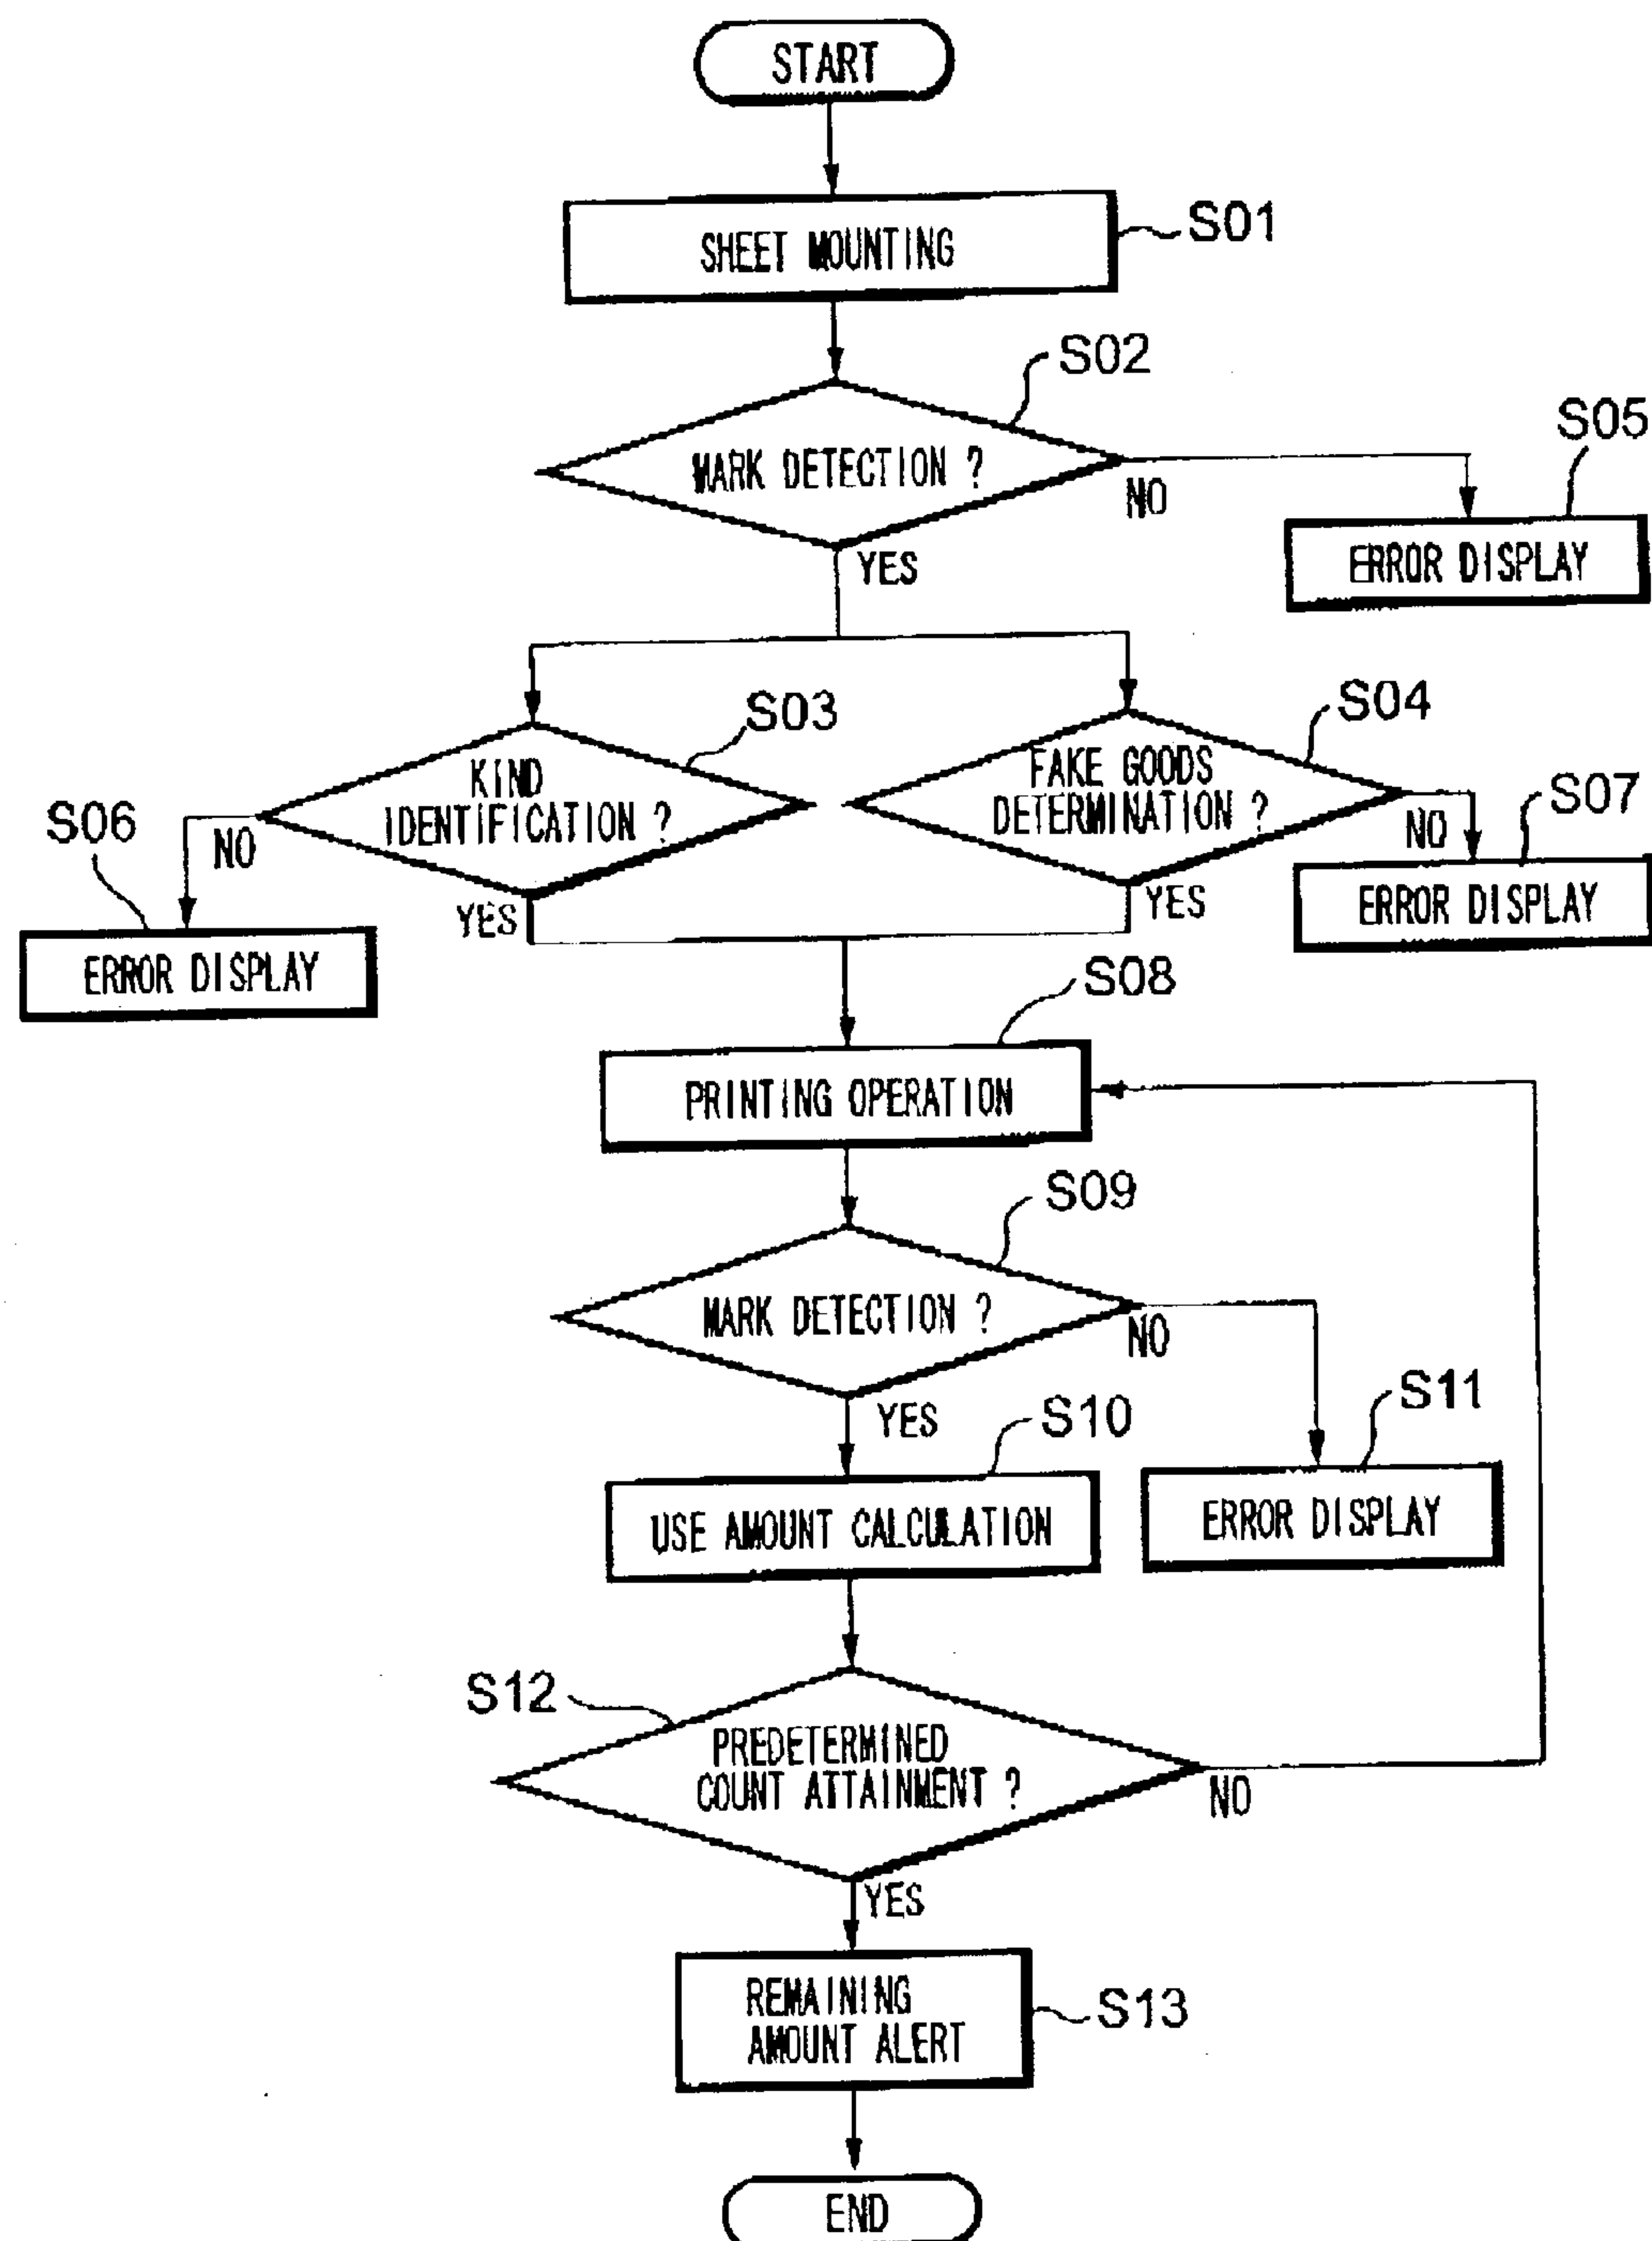 START
SHEET MOUNTING
S01
S02
MARK DETECTION ?
NO
S05
ERROR DISPLAY
YES
S03
KIND
IDENTIFICATION ?
S04
FAKE GOODS
DETERMINATION ?
S06
NO
YES
ERROR DISPLAY
NO
S07
YES
ERROR DISPLAY
S08
PRINTING OPERATION
S09
MARK DETECTION ?
NO
YES
S10
USE AMOUNT CALCULATION
S11
ERROR DISPLAY
S12
PREDETERMINED
COUNT ATTAINMENT ?
NO
YES
REMAINING
AMOUNT ALERT
S13
END